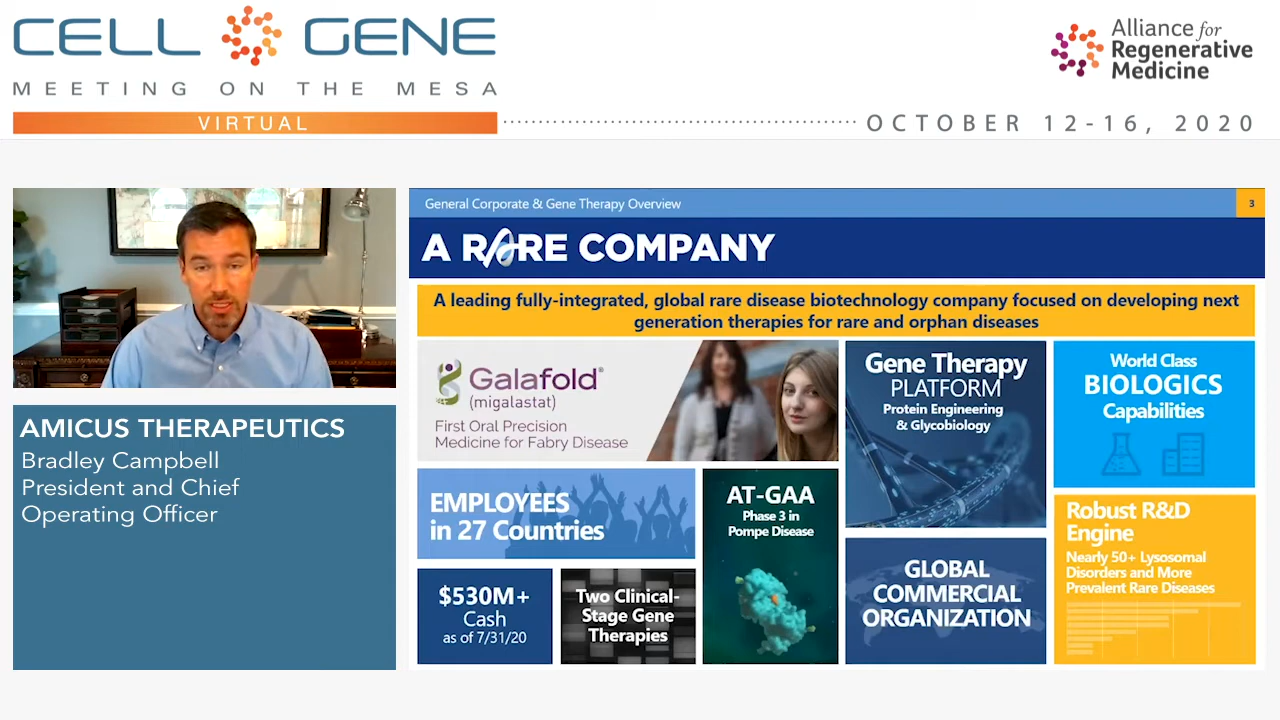 CELL GENE
MEETING ON THE MESA
VIRTUAL
Alliance for
Regenerative
Medicine
OCTOBER 12-16, 2020
AMICUS THERAPEUTICS
Bradley Campbell
President and Chief
Operating Officer
General Corporate & Gene Therapy Overview
3
A RARE COMPANY
A leading fully-integrated, global rare disease biotechnology company focused on developing next
generation therapies for rare and orphan diseases
Galafold®
(migalastat)
First Oral Precision
Medicine for Fabry Disease
Gene Therapy
PLATFORM
Protein Engineering
& Glycobiology
World Class
BIOLOGICS
Capabilities
EMPLOYEES
in 27 Countries
AT-GAA
Phase 3 in
Pompe Disease
Robust R&D
Engine
Nearly 50+ Lysosomal
Disorders and More
Prevalent Rare Diseases
$530M+
Cash
as of 7/31/20
Two Clinical-
Stage Gene
Therapies
GLOBAL
COMMERCIAL
ORGANIZATION